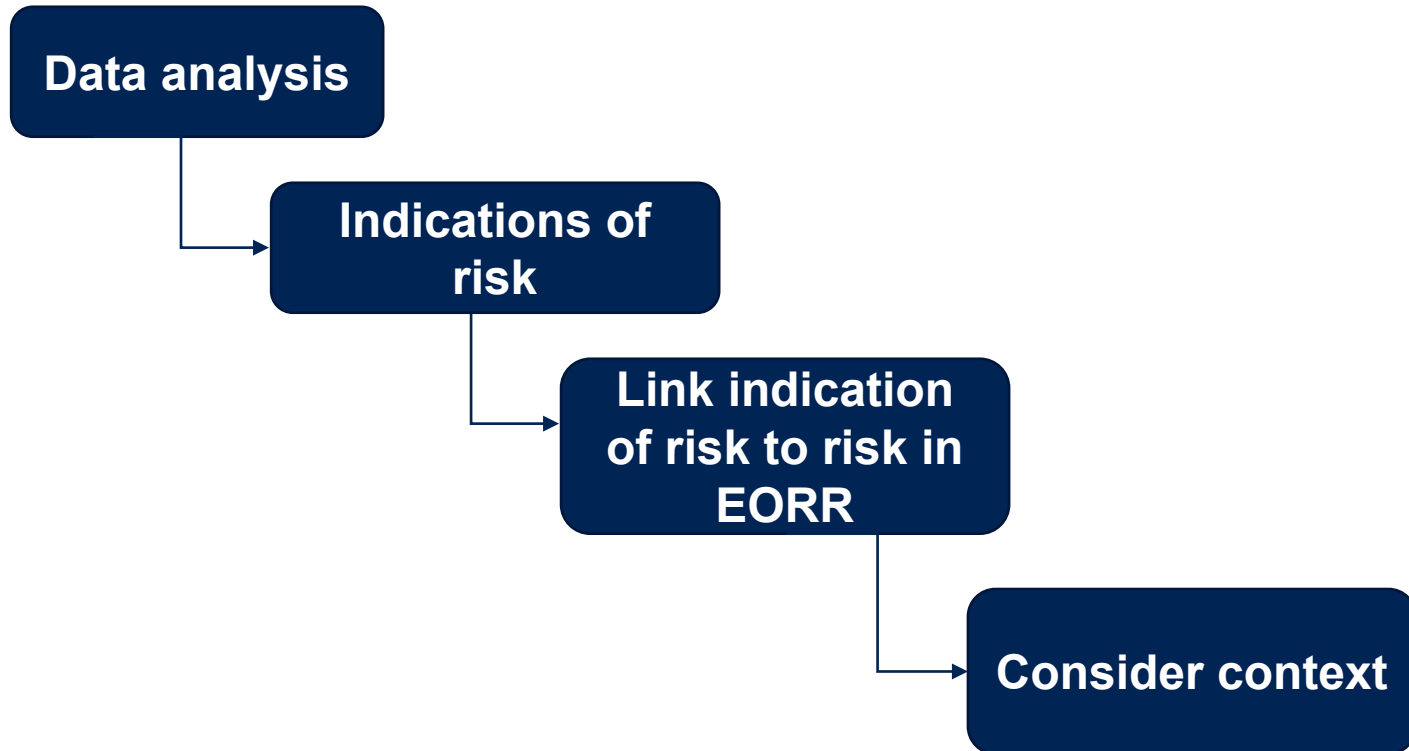 Data analysis
Indications of
risk
Link indication
of risk to risk in
EORR
Consider context